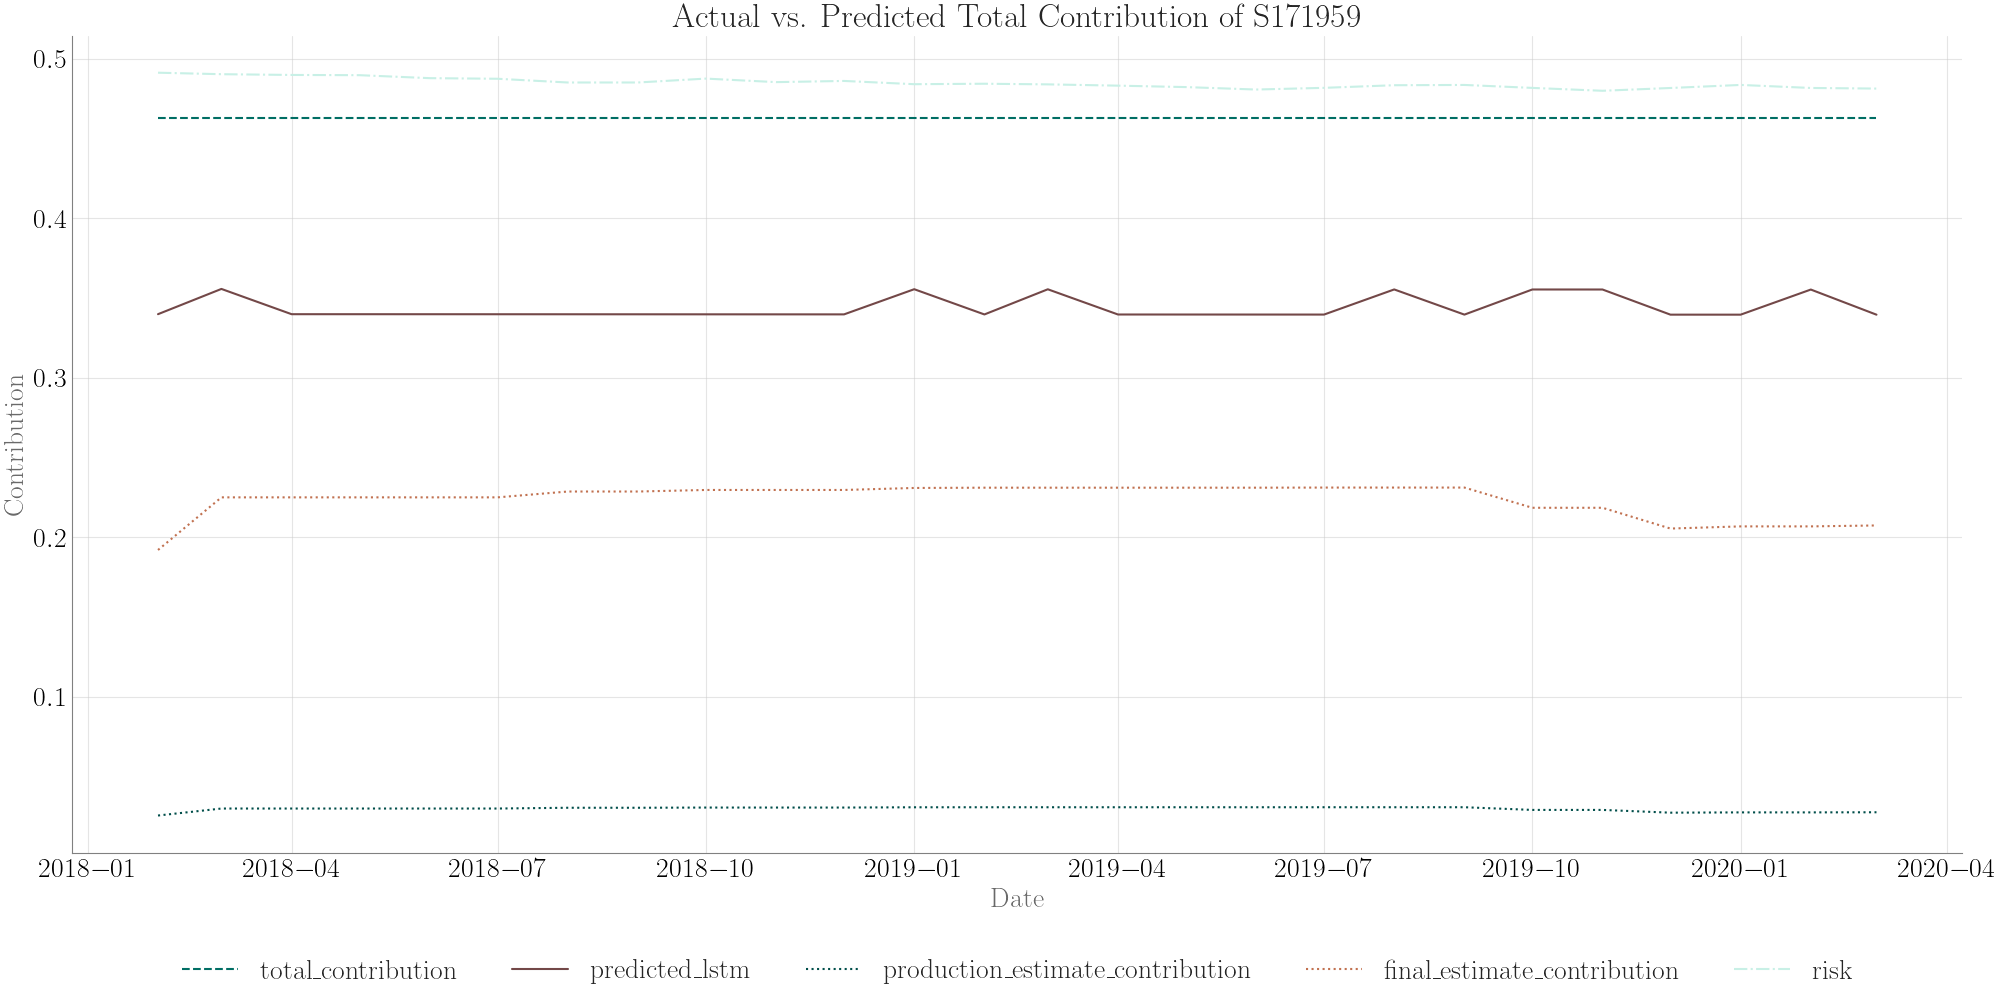 Actual vs. Predicted Total Contribution of S171959
0.5
0.4
0.3
0.2
0.1
Contribution
2018−01 2018−04 2018−07 2018−10 2019−01 2019−04 2019−07 2019−10 2020−01 2020−04
Date
total_contribution predicted_lstm production_estimate_contribution final_estimate_contribution risk